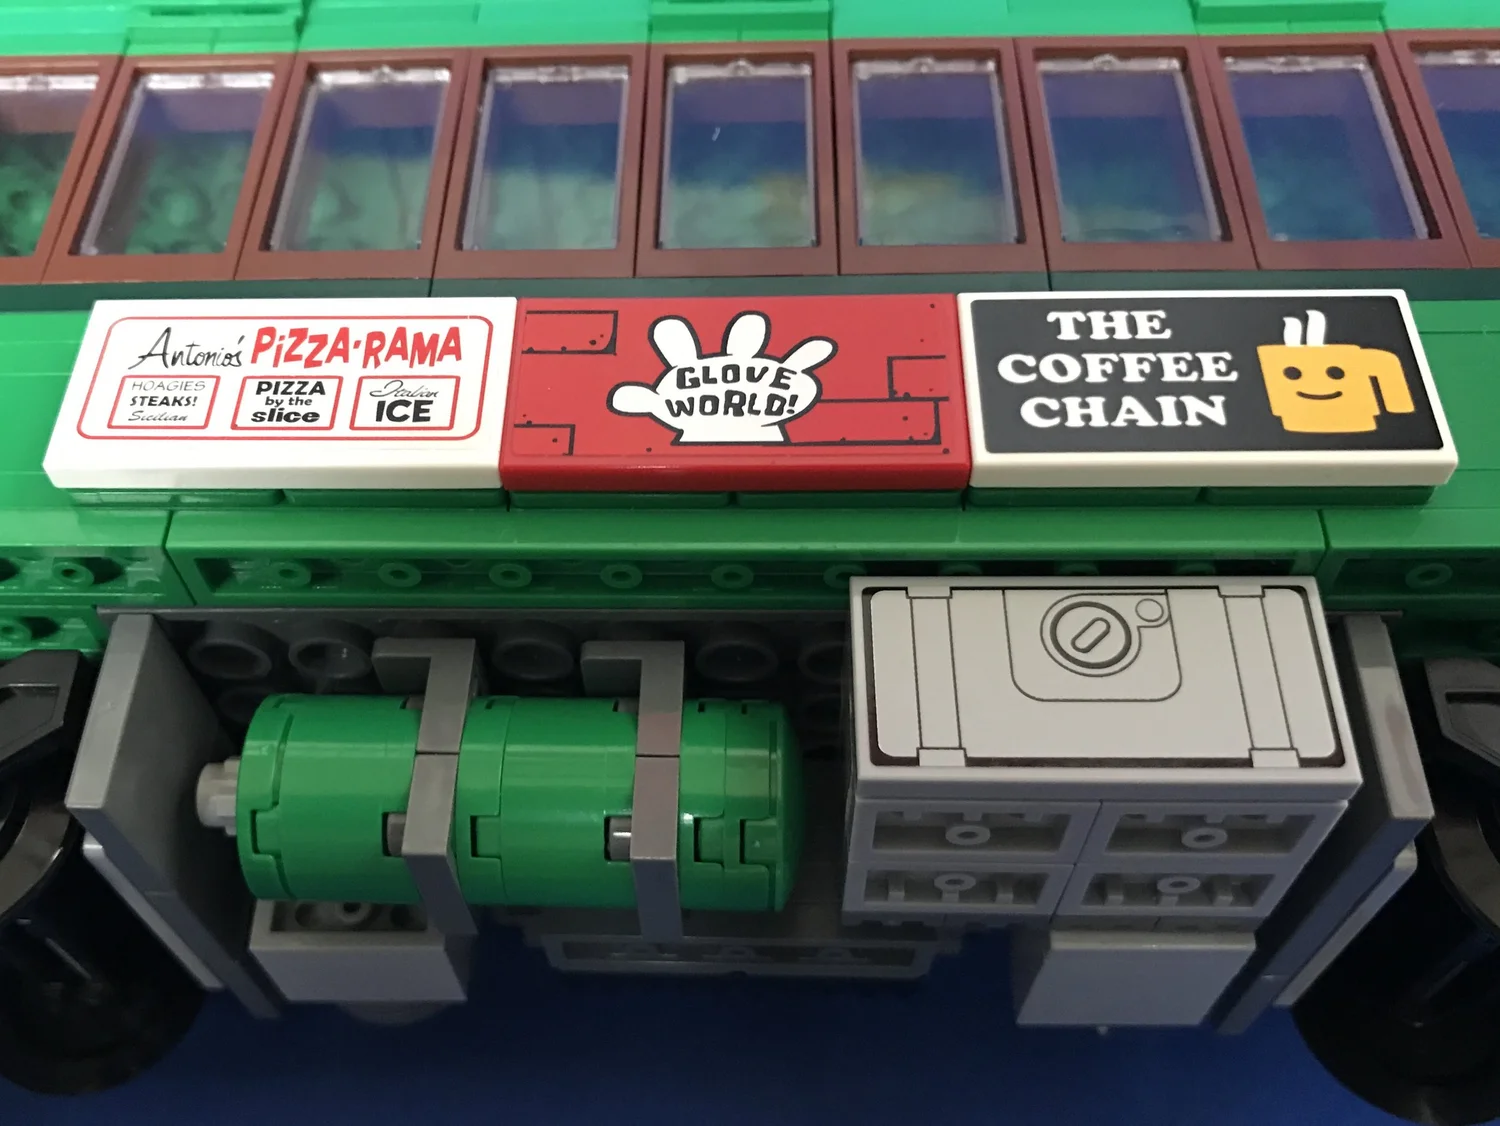 Antonio's PiZZA·RAMA
HOAGIES
STEAKS!
Sicilian
PIZZA
by the
slice
Italian
ICE
GLOVE
WORLD!
THE
COFFEE
CHAIN